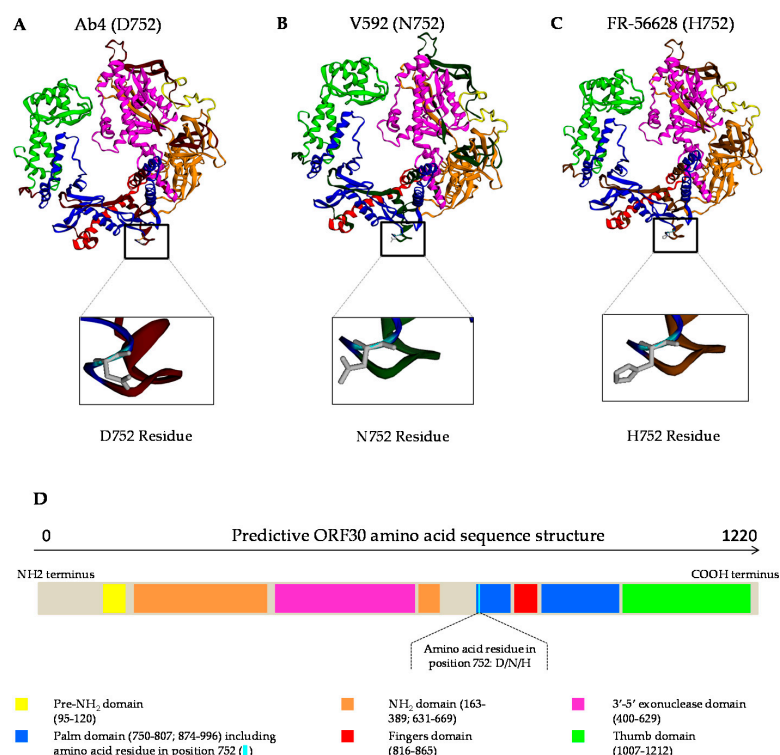 A
Ab4 (D752)
B
V592 (N752)
C
FR-56628 (H752)
D752 Residue
N752 Residue
H752 Residue
D
0
Predictive ORF30 amino acid sequence structure
1220
NH2 terminus
COOH terminus
Amino acid residue in
position 752: D/N/H
Pre-NH₂ domain
(95-120)
NH₂ domain (163-
389; 631-669)
3′-5′ exonuclease domain
(400-629)
Palm domain (750-807; 874-996) including
amino acid residue in position 752 ( )
Fingers domain
(816-865)
Thumb domain
(1007-1212)